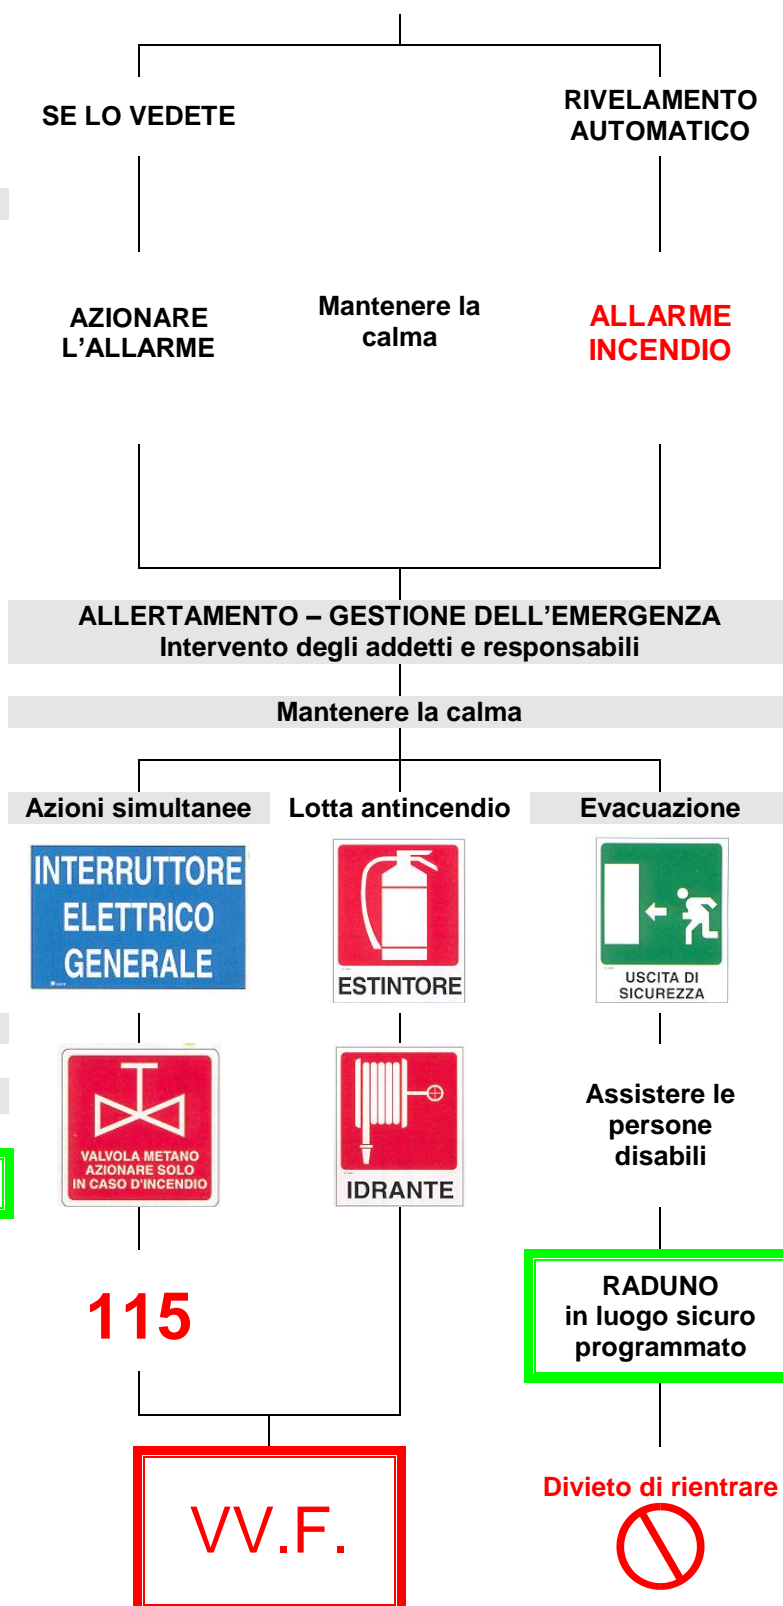 SE LO VEDETE
RIVELAMENTO
AUTOMATICO
AZIONARE
L'ALLARME
Mantenere la
calma
ALLARME
INCENDIO
ALLERTAMENTO – GESTIONE DELL'EMERGENZA
Intervento degli addetti e responsabili
Mantenere la calma
Azioni simultanee
Lotta antincendio
Evacuazione
INTERRUTTORE
ELETTRICO
GENERALE
ESTINTORE
USCITA DI
SICUREZZA
VALVOLA METANO
AZIONARE SOLO
IN CASO D'INCENDIO
IDRANTE
Assistere le
persone
disabili
115
RADUNO
in luogo sicuro
programmato
VV.F.
Divieto di rientrare